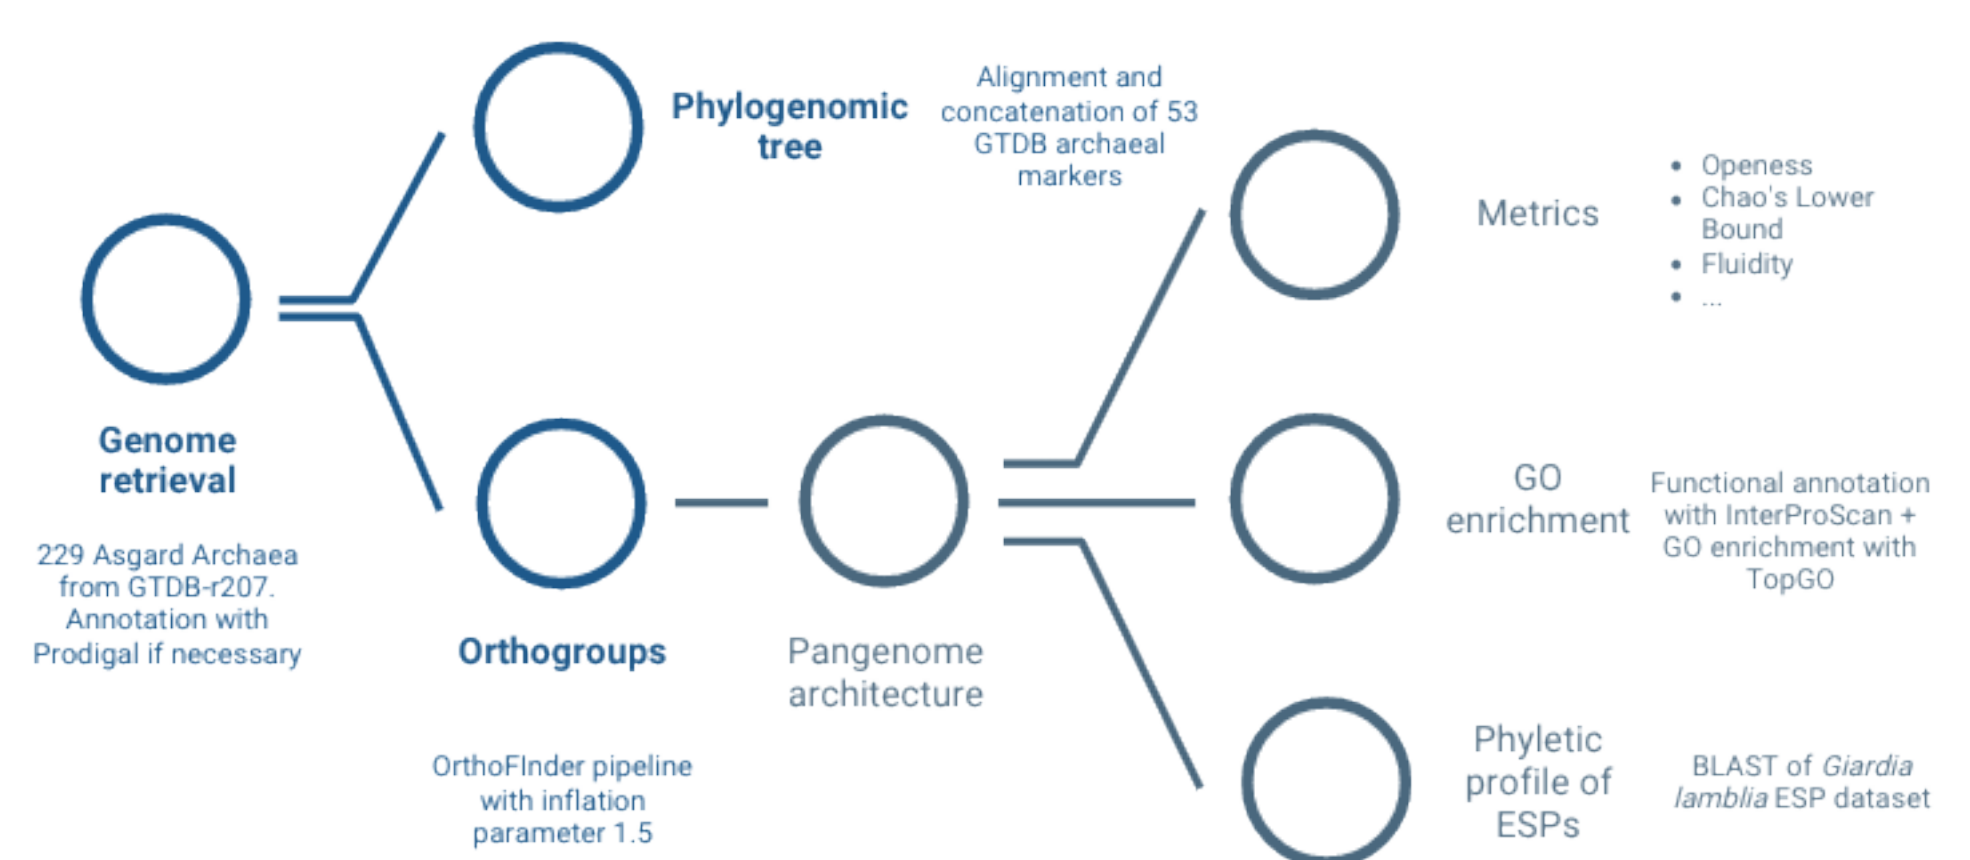 Phylogenomic
tree
Alignment and
concatenation of 53
GTDB archaeal
markers
Metrics
• Openess
• Chao's Lower
Bound
• Fluidity
• ...
Genome
retrieval
229 Asgard Archaea
from GTDB-r207.
Annotation with
Prodigal if necessary
Orthogroups
OrthoFInder pipeline
with inflation
parameter 1.5
Pangenome
architecture
GO
enrichment
Functional annotation
with InterProScan +
GO enrichment with
TopGO
Phyletic
profile of
ESPs
BLAST of Giardia
lamblia ESP dataset